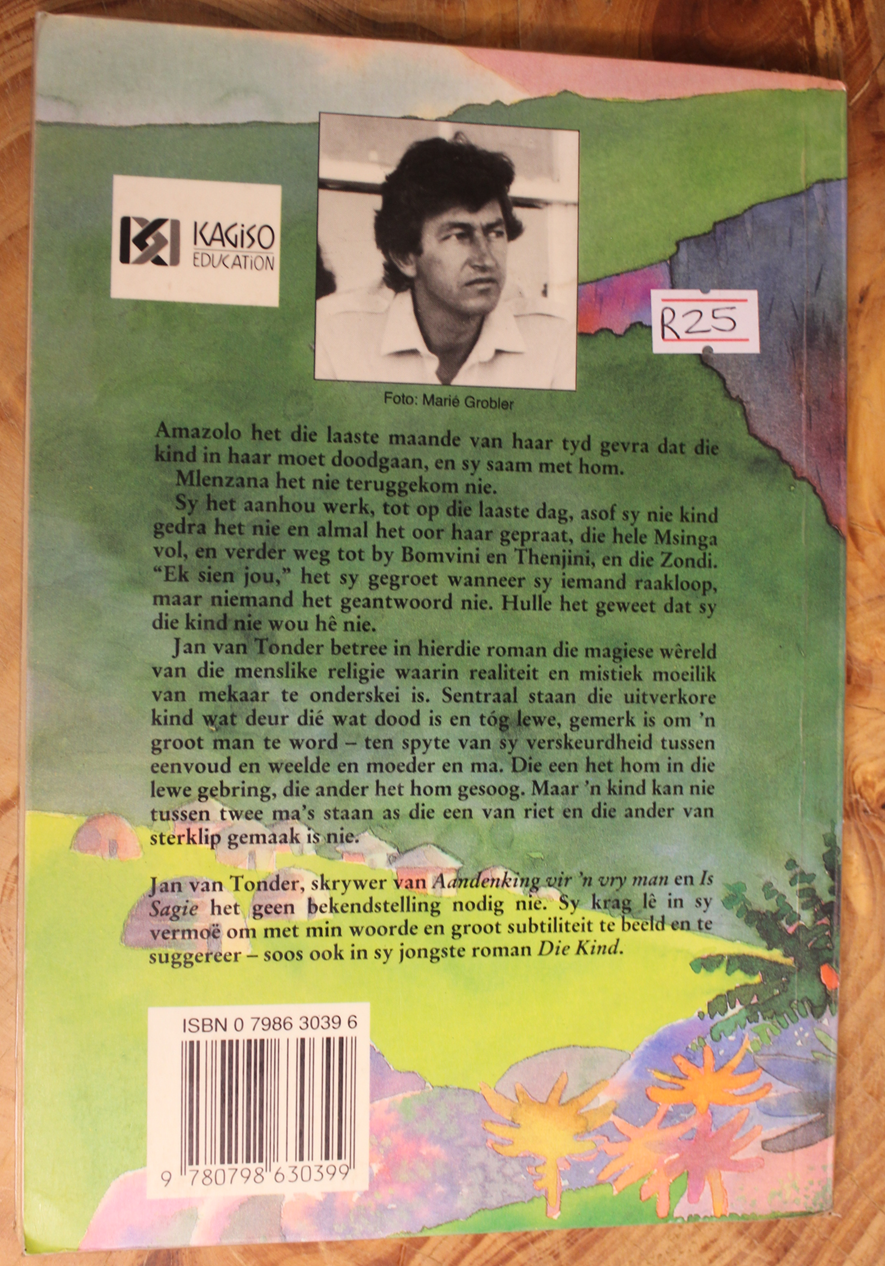 KAGISO
EDUCATION
R25
Foto: Marié Grobler
Amazolo het die laaste maande van haar tyd gevra dat die
kind in haar moet doodgaan, en sy saam met hom.
Mlenzana het nie teruggekom nie.
Sy het aanhou werk, tot op die laaste dag, asof sy nie kind
gedra het nie en almal het oor haar gepraat, die hele Msinga
vol, en verder weg tot by Bomvini en Thenjini, en die Zondi.
“Ek sien jou,” het sy gegroet wanneer sy iemand raakloop,
maar niemand het geantwoord nie. Hulle het geweet dat sy
die kind nie wou hê nie.
Jan van Tonder betree in hierdie roman die magiese wêreld
van die menslike religie waarin realiteit en mistiek moeilik
van mekaar te onderskei is. Sentraal staan die uitverkore
kind wat deur dié wat dood is en tóg lewe, gemerk is om ’n
groot man te word – ten spyte van sy verskeurdheid tussen
eenvoud en weelde en moeder en ma. Die een het hom in die
lewe gebring, die ander het hom gesoog. Maar ’n kind kan nie
tussen twee ma’s staan as die een van riet en die ander van
sterklip gemaak is nie.
Jan van Tonder, skrywer van Aandenking vir ’n vry man en Is
Sagie het geen bekendstelling nodig nie. Sy krag lê in sy
vermoë om met min woorde en groot subtiliteit te beeld en te
suggereer – soos ook in sy jongste roman Die Kind.
ISBN 0 7986 3039 6
9 780798 630399